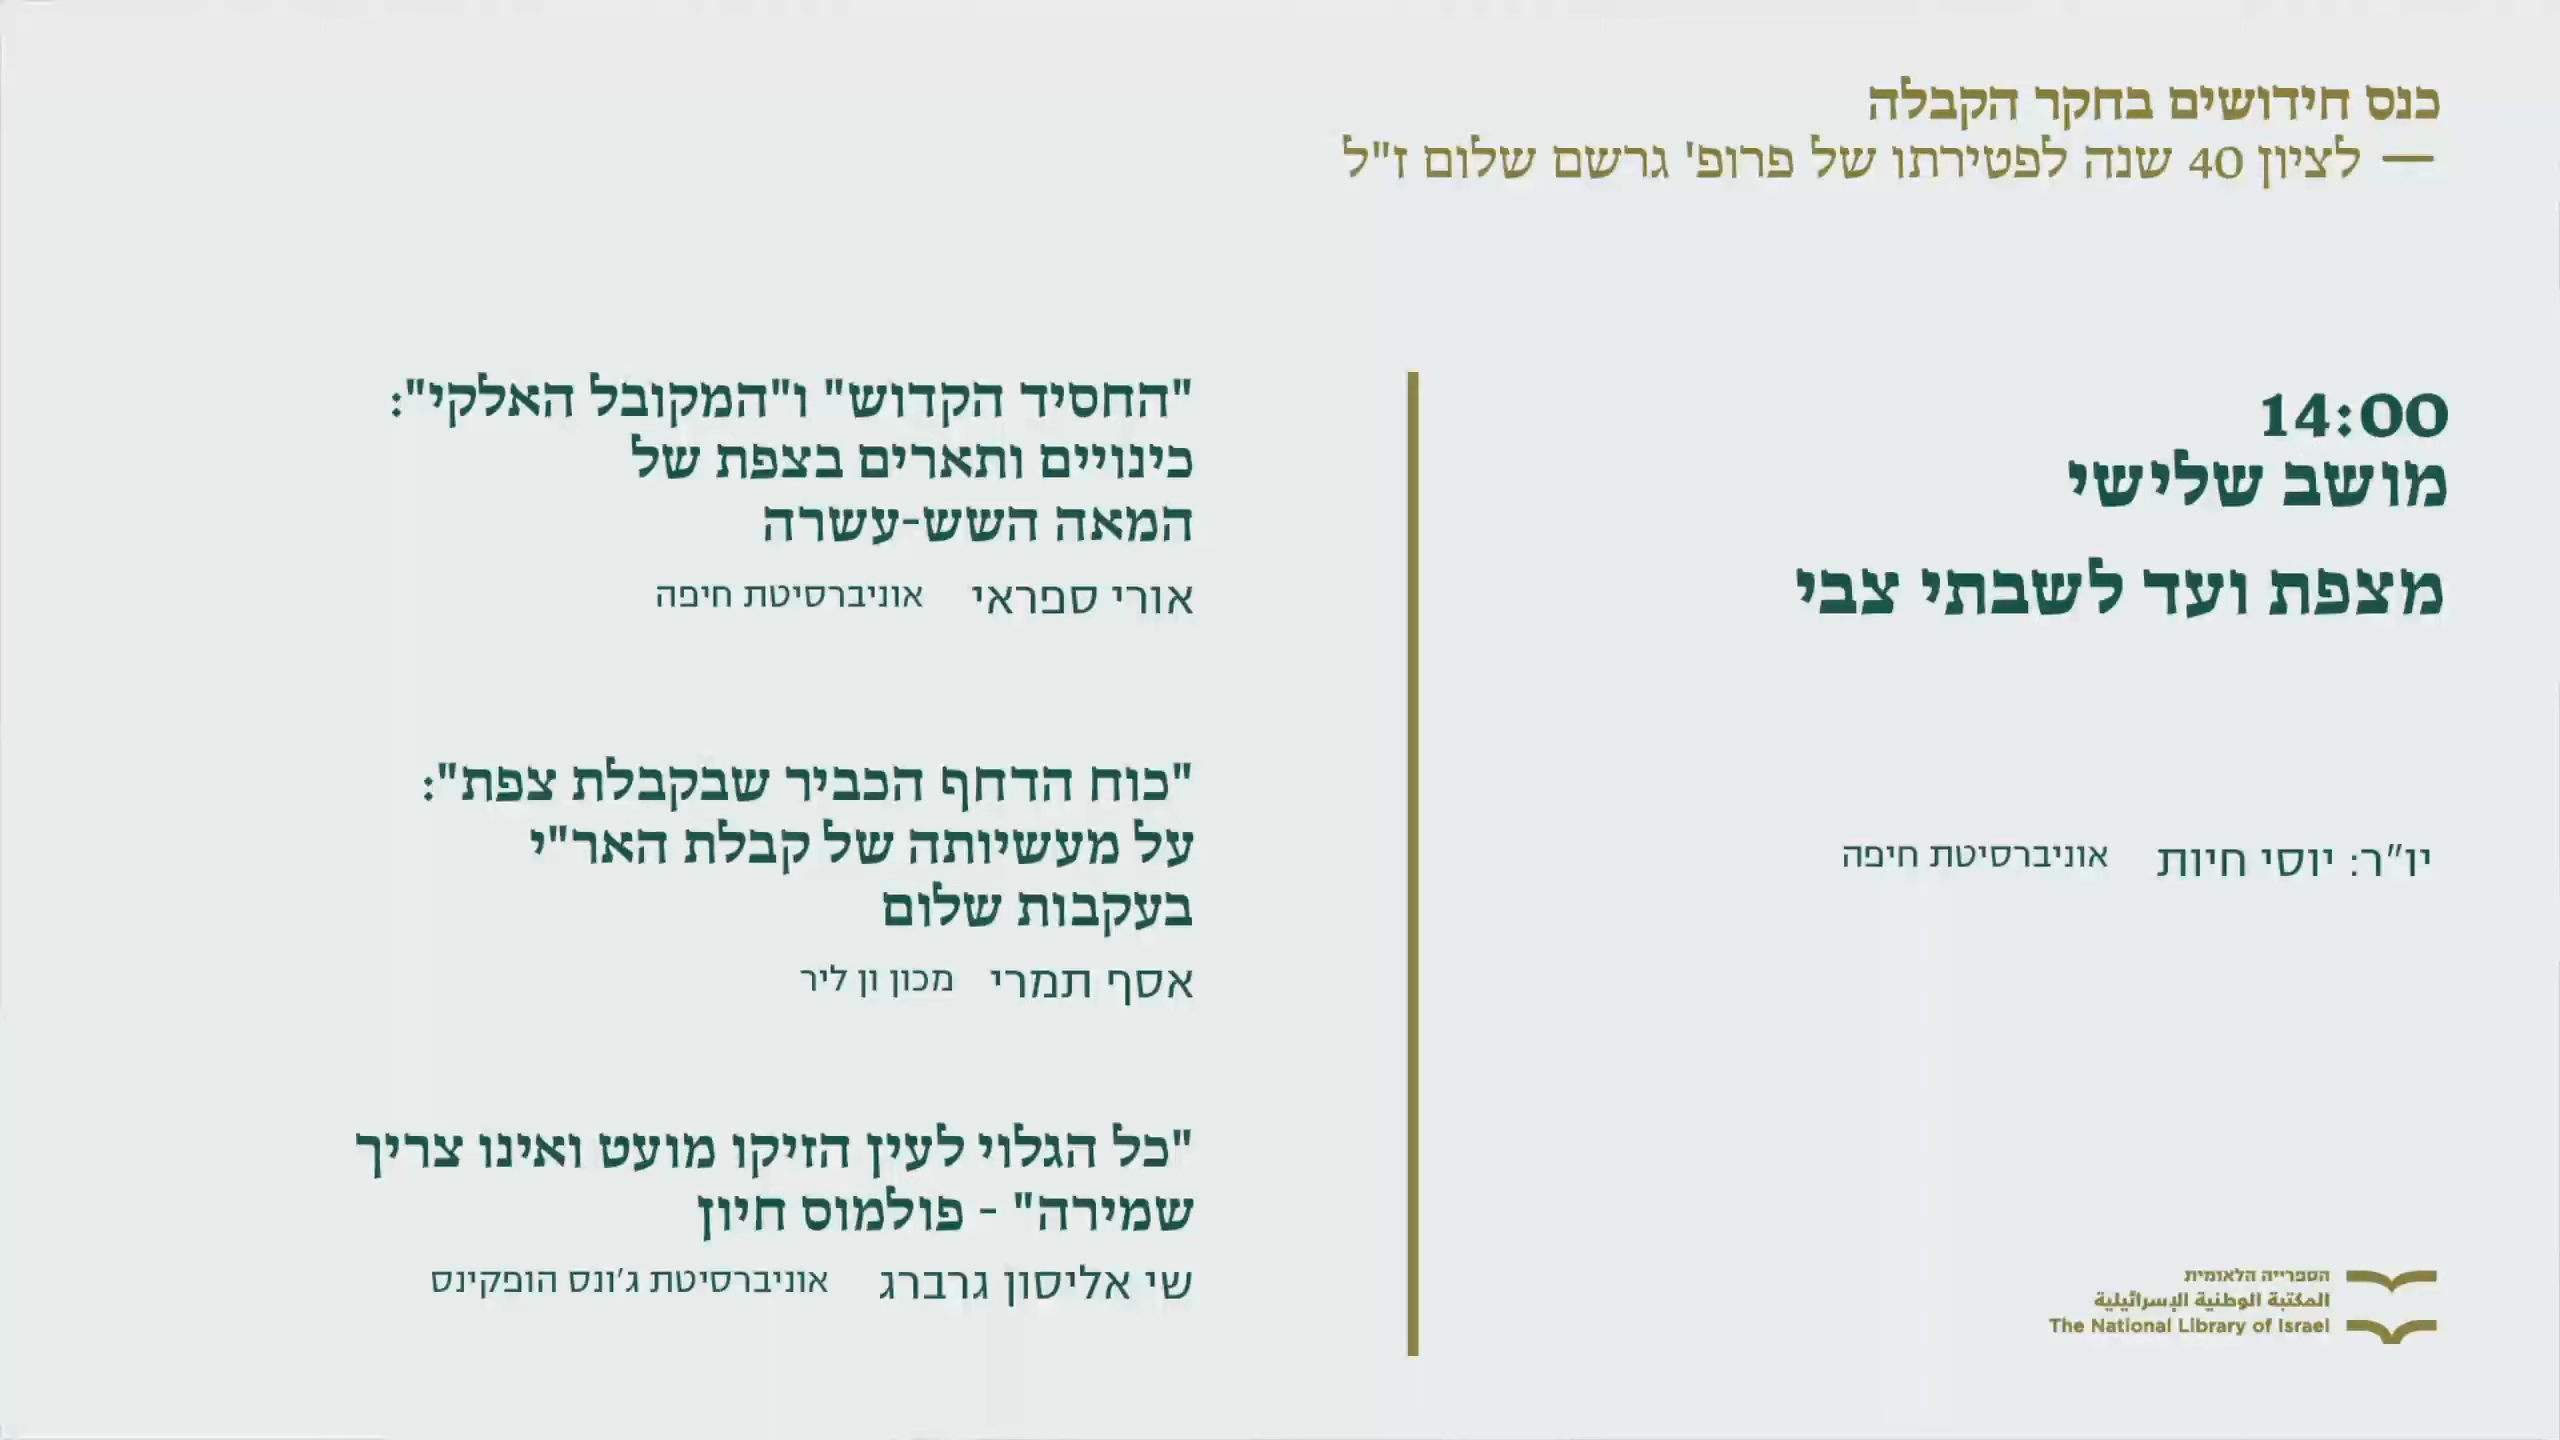 כנס חידושים בחקר הקבלה
— לציון 40 שנה לפטירתו של פרופ' גרשם שלום ז"ל
14:00
מושב שלישי
מצפת ועד לשבתי צבי
יו"ר: יוסי חיות אוניברסיטת חיפה
"החסיד הקדוש" ו"המקובל האלקי":
כינויים ותארים בצפת של
המאה השש-עשרה
אורי ספראי אוניברסיטת חיפה
"כוח הדחף הכביר שבקבלת צפת":
על מעשיותה של קבלת האר"י
בעקבות שלום
אסף תמרי מכון ון ליר
"כל הגלוי לעין הזיקו מועט ואינו צריך
שמירה" - פולמוס חיון
שי אליסון גרברג אוניברסיטת ג'ונס הופקינס
הספרייה הלאומית
المكتبة الوطنية الإسرائيلية
The National Library of Israel